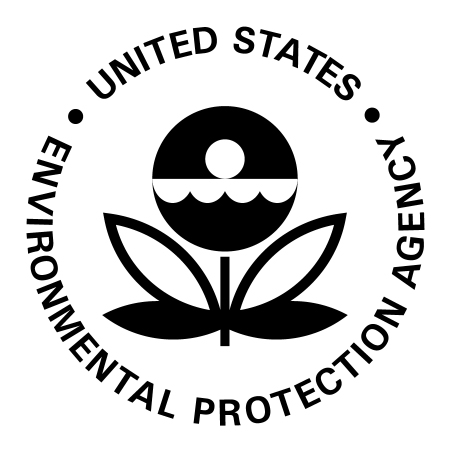 UNITED STATES
ENVIRONMENTAL PROTECTION AGENCY